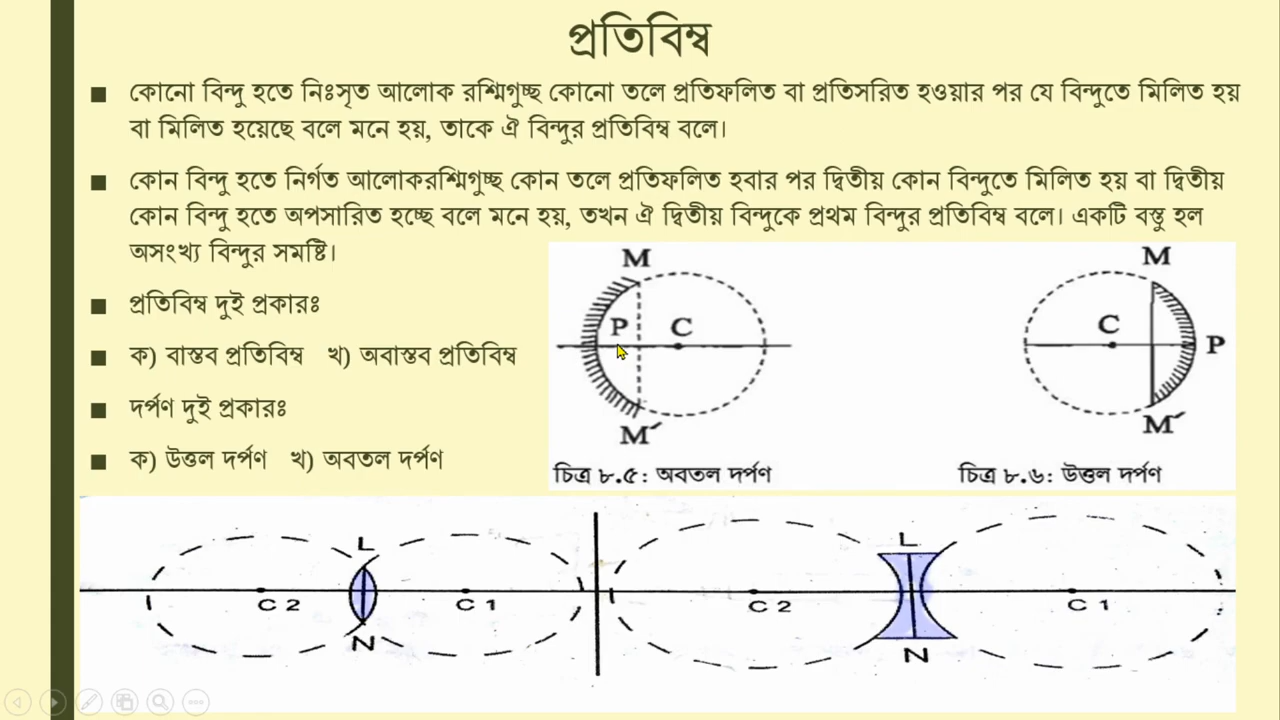 প্রতিবিম্ব
■ কোনো বিন্দু হতে নিঃসৃত আলোক রশ্মিগুচ্ছ কোনো তলে প্রতিফলিত বা প্রতিসরিত হওয়ার পর যে বিন্দুতে মিলিত হয়
বা মিলিত হয়েছে বলে মনে হয়, তাকে ঐ বিন্দুর প্রতিবিম্ব বলে।
■ কোন বিন্দু হতে নির্গত আলোকরশ্মিগুচ্ছ কোন তলে প্রতিফলিত হবার পর দ্বিতীয় কোন বিন্দুতে মিলিত হয় বা দ্বিতীয়
কোন বিন্দু হতে অপসারিত হচ্ছে বলে মনে হয়, তখন ঐ দ্বিতীয় বিন্দুকে প্রথম বিন্দুর প্রতিবিম্ব বলে। একটি বস্তু হল
অসংখ্য বিন্দুর সমষ্টি।
■ প্রতিবিম্ব দুই প্রকারঃ
■ ক) বাস্তব প্রতিবিম্ব খ) অবাস্তব প্রতিবিম্ব
■ দর্পণ দুই প্রকারঃ
■ ক) উত্তল দর্পণ খ) অবতল দর্পণ
M
P C
M´
চিত্র ৮.৫: অবতল দর্পণ
M
C P
M´
চিত্র ৮.৬: উত্তল দর্পণ
L
C 2 C 1
N
L
C 2 C 1
N